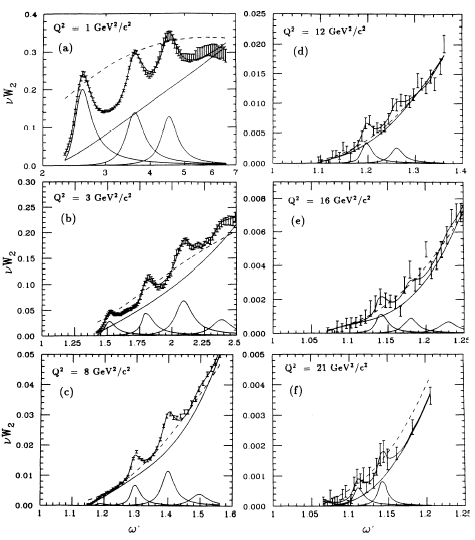 Q² = 1 GeV²/c²
(a)
νW₂
0.4
0.3
0.2
0.1
0.0
2 3 4 5 6 7
Q² = 3 GeV²/c²
(b)
νW₂
0.30
0.25
0.20
0.15
0.10
0.05
0.00
1 1.25 1.5 1.75 2 2.25 2.5
Q² = 8 GeV²/c²
(c)
νW₂
0.05
0.04
0.03
0.02
0.01
0
1 1.1 1.2 1.3 1.4 1.5 1.6
ω'
Q² = 12 GeV²/c²
(d)
0.025
0.020
0.015
0.010
0.005
0.000
1 1.1 1.2 1.3 1.4
Q² = 16 GeV²/c²
(e)
0.008
0.006
0.004
0.002
0.000
1 1.05 1.1 1.15 1.2 1.25
Q² = 21 GeV²/c²
(f)
0.005
0.004
0.003
0.002
0.001
0.000
1 1.05 1.1 1.15 1.2 1.25
ω'